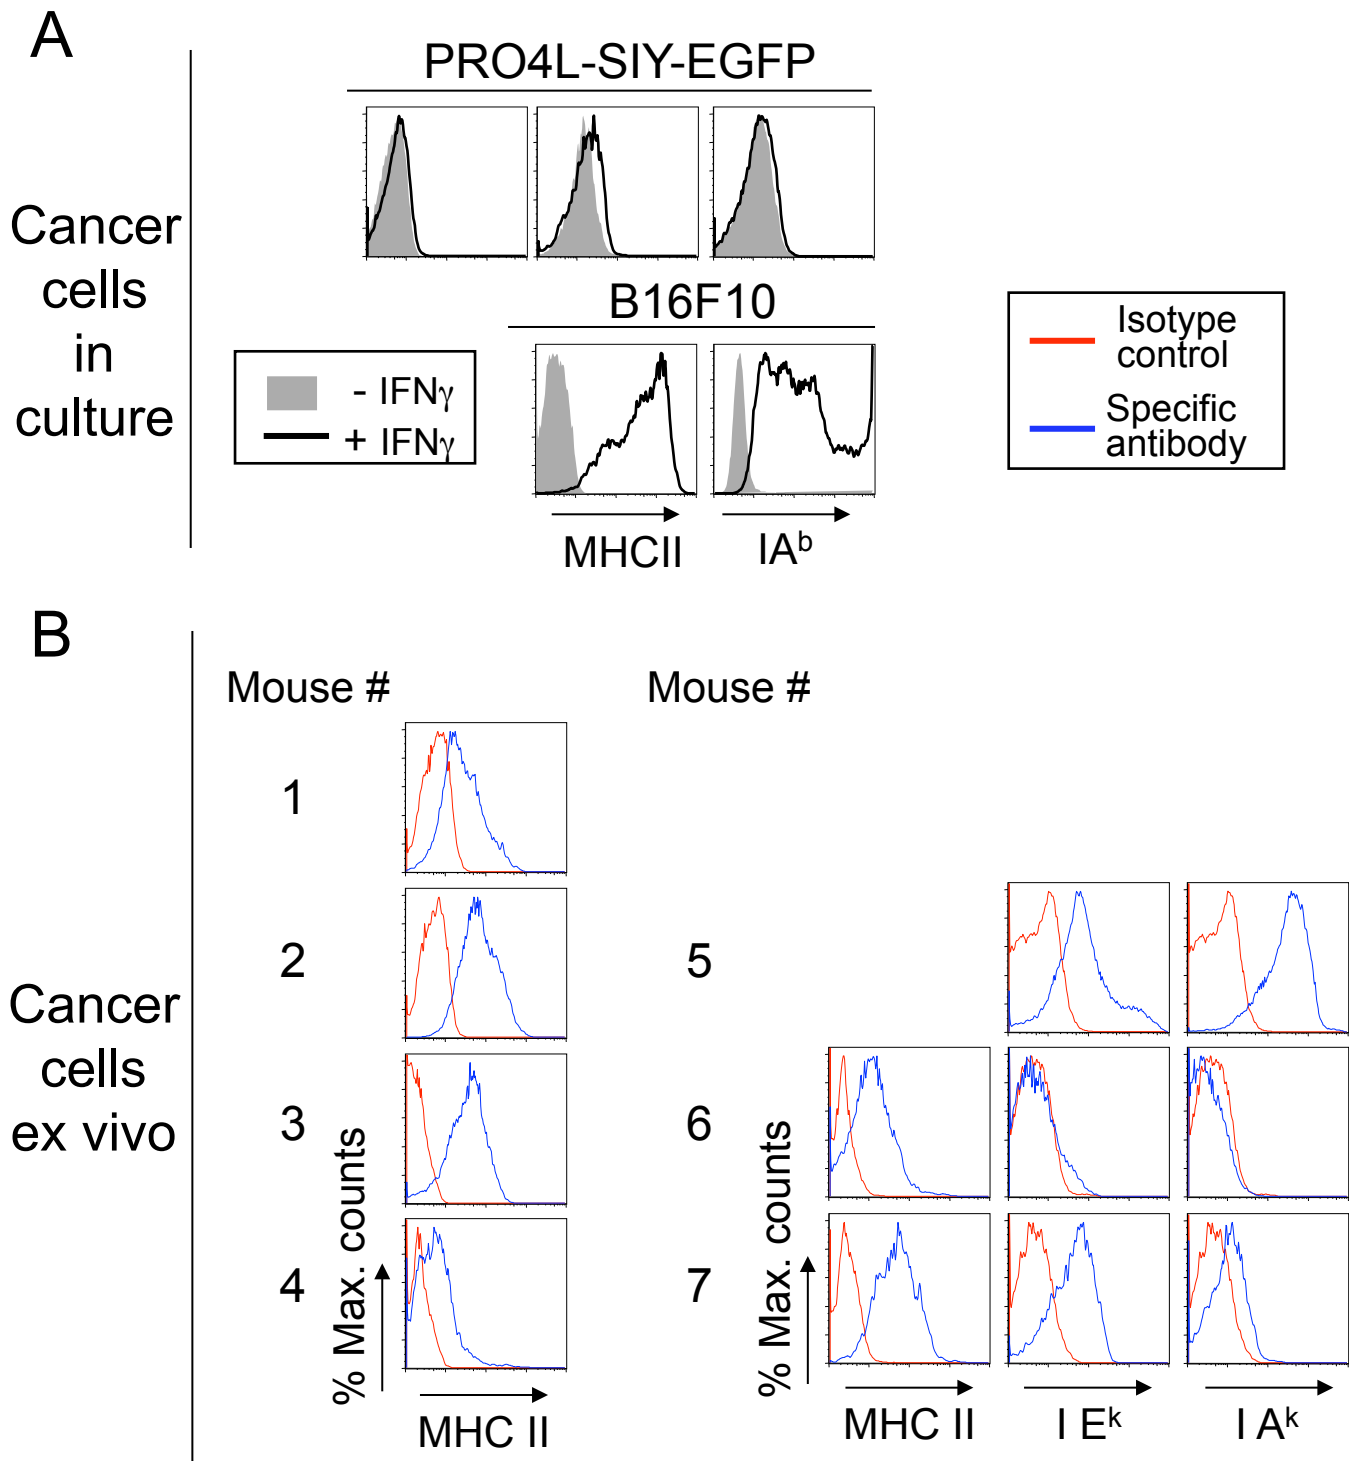 A
PRO4L-SIY-EGFP
Cancer
cells
in
culture
B16F10
- IFNγ
+ IFNγ
Isotype
control
Specific
antibody
MHCII
IAᵇ
B
Cancer
cells
ex vivo
Mouse #
1
2
3
4
% Max. counts
MHC II
Mouse #
5
6
7
% Max. counts
MHC II
I Eᵏ
I Aᵏ